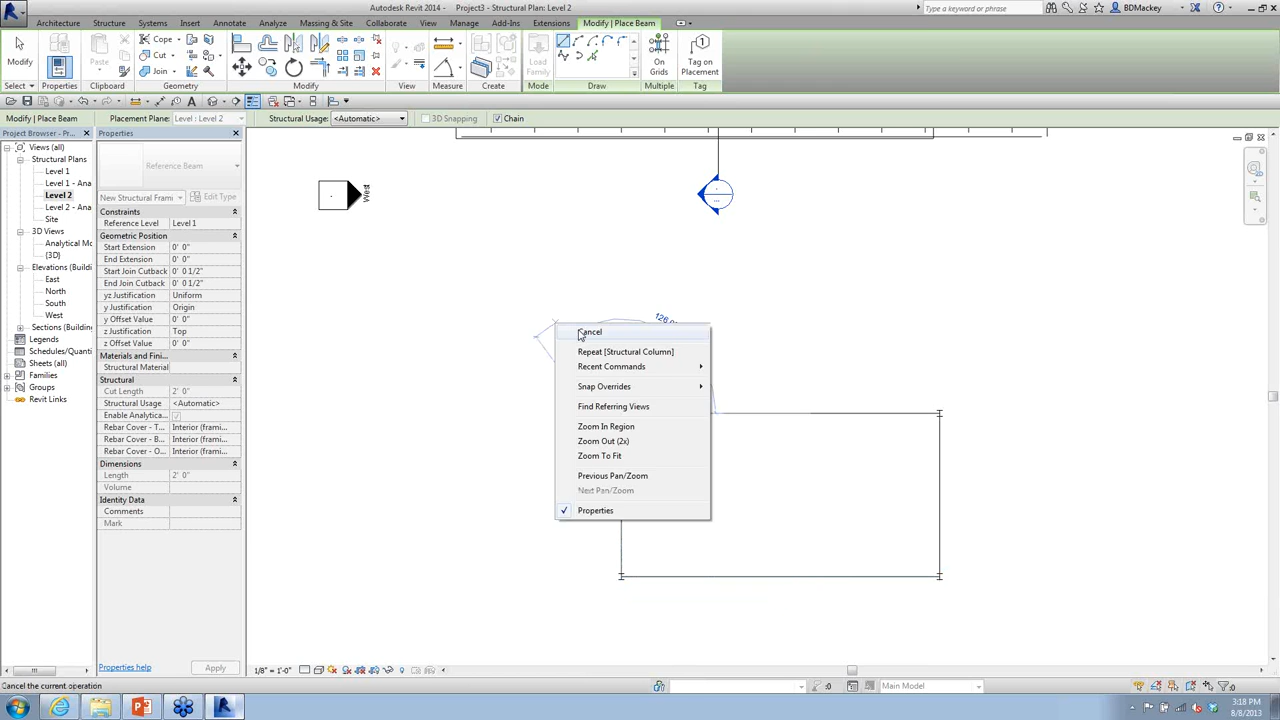 Autodesk Revit 2014 - Project3 - Structural Plan: Level 2
Type a keyword or phrase
BDMackey
Architecture Structure Systems Insert Annotate Analyze Massing & Site Collaborate View Manage Add-Ins Extensions Modify | Place Beam
Modify Paste Cope Cut Join Load Family On Grids Tag on Placement
Select Properties Clipboard Geometry Modify View Measure Create Mode Draw Multiple Tag
Modify | Place Beam Placement Plane: Level : Level 2 Structural Usage: <Automatic> 3D Snapping Chain
Project Browser - Pr...
Views (all)
Structural Plans
Level 1
Level 1 - Ana
Level 2
Level 2 - Ana
Site
3D Views
Analytical Mo
{3D}
Elevations (Buildin
East
North
South
West
Sections (Building
Legends
Schedules/Quanti
Sheets (all)
Families
Groups
Revit Links
Properties
Reference Beam
New Structural Frami Edit Type
Constraints
Reference Level Level 1
Geometric Position
Start Extension 0' 0"
End Extension 0' 0"
Start Join Cutback 0' 0 1/2"
End Join Cutback 0' 0 1/2"
yz Justification Uniform
y Justification Origin
y Offset Value 0' 0"
z Justification Top
z Offset Value 0' 0"
Materials and Fini...
Structural Material
Structural
Cut Length 2' 0"
Structural Usage <Automatic>
Enable Analytica...
Rebar Cover - T... Interior (frami
Rebar Cover - B... Interior (frami
Rebar Cover - O... Interior (frami
Dimensions
Length 2' 0"
Volume
Identity Data
Comments
Mark
Properties help Apply
West
126.0
Cancel
Repeat [Structural Column]
Recent Commands
Snap Overrides
Find Referring Views
Zoom In Region
Zoom Out (2x)
Zoom To Fit
Previous Pan/Zoom
Next Pan/Zoom
Properties
1/8" = 1'-0"
Cancel the current operation
:0
Main Model
:0
3:18 PM
8/8/2013